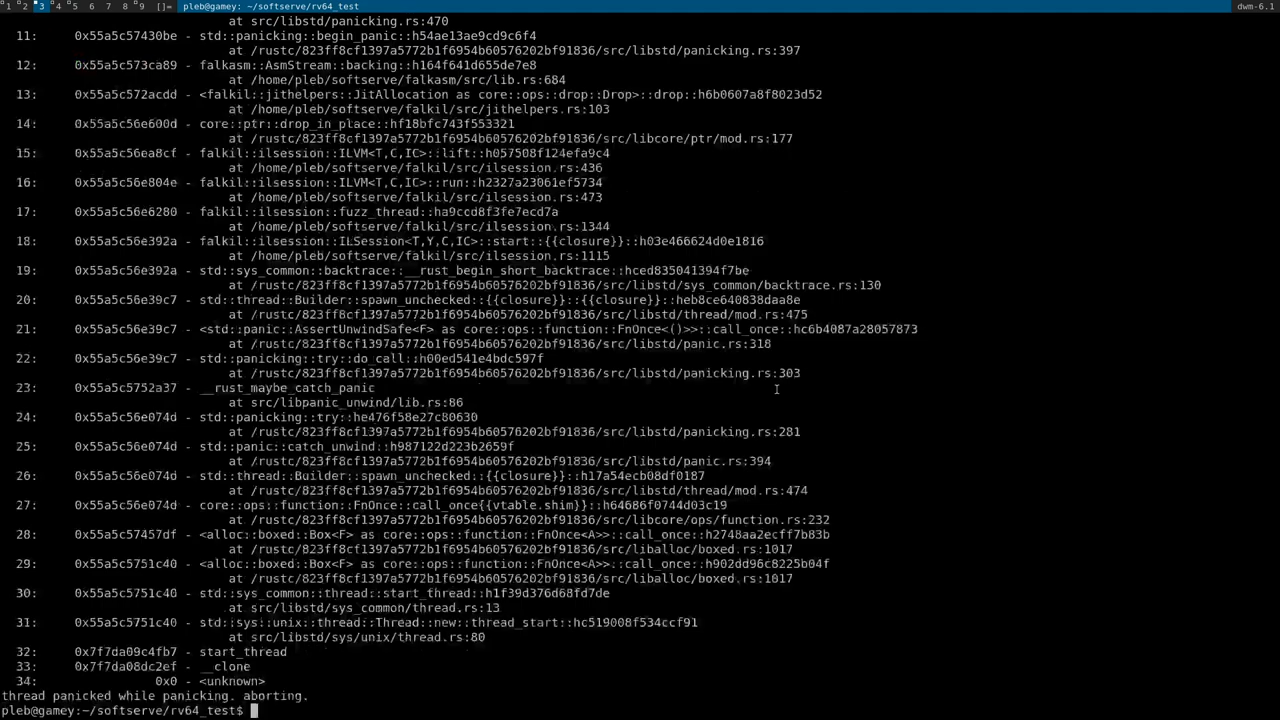 1 2 3 4 5 6 7 8 9 []= pleb@gamey: ~/softserve/rv64_test dwm-6.1
at src/libstd/panicking.rs:470
11: 0x55a5c57430be - std::panicking::begin_panic::h54ae13ae9cd9c6f4
at /rustc/823ff8cf1397a5772b1f6954b60576202bf91836/src/libstd/panicking.rs:397
12: 0x55a5c573ca89 - falkasm::AsmStream::backing::h164f641d655de7e8
at /home/pleb/softserve/falkasm/src/lib.rs:684
13: 0x55a5c572acdd - <falkil::jithelpers::JitAllocation as core::ops::drop::Drop>::drop::h6b0607a8f8023d52
at /home/pleb/softserve/falkil/src/jithelpers.rs:103
14: 0x55a5c56e600d - core::ptr::drop_in_place::hf18bfc743f553321
at /rustc/823ff8cf1397a5772b1f6954b60576202bf91836/src/libcore/ptr/mod.rs:177
15: 0x55a5c56ea8cf - falkil::ilsession::ILVM<T,C,IC>::lift::h057508f124efa9c4
at /home/pleb/softserve/falkil/src/ilsession.rs:436
16: 0x55a5c56e804e - falkil::ilsession::ILVM<T,C,IC>::run::h2327a23061ef5734
at /home/pleb/softserve/falkil/src/ilsession.rs:473
17: 0x55a5c56e6280 - falkil::ilsession::fuzz_thread::ha9ccd8f3fe7ecd7a
at /home/pleb/softserve/falkil/src/ilsession.rs:1344
18: 0x55a5c56e392a - falkil::ilsession::ILSession<T,Y,C,IC>::start::{{closure}}::h03e466624d0e1816
at /home/pleb/softserve/falkil/src/ilsession.rs:1115
19: 0x55a5c56e392a - std::sys_common::backtrace::__rust_begin_short_backtrace::hced835041394f7be
at /rustc/823ff8cf1397a5772b1f6954b60576202bf91836/src/libstd/sys_common/backtrace.rs:130
20: 0x55a5c56e39c7 - std::thread::Builder::spawn_unchecked::{{closure}}::{{closure}}::heb8ce640838daa8e
at /rustc/823ff8cf1397a5772b1f6954b60576202bf91836/src/libstd/thread/mod.rs:475
21: 0x55a5c56e39c7 - <std::panic::AssertUnwindSafe<F> as core::ops::function::FnOnce<()>>::call_once::hc6b4087a28057873
at /rustc/823ff8cf1397a5772b1f6954b60576202bf91836/src/libstd/panic.rs:318
22: 0x55a5c56e39c7 - std::panicking::try::do_call::h00ed541e4bdc597f
at /rustc/823ff8cf1397a5772b1f6954b60576202bf91836/src/libstd/panicking.rs:303
23: 0x55a5c5752a37 - __rust_maybe_catch_panic
at src/libpanic_unwind/lib.rs:86
24: 0x55a5c56e074d - std::panicking::try::he476f58e27c80630
at /rustc/823ff8cf1397a5772b1f6954b60576202bf91836/src/libstd/panicking.rs:281
25: 0x55a5c56e074d - std::panic::catch_unwind::h987122d223b2659f
at /rustc/823ff8cf1397a5772b1f6954b60576202bf91836/src/libstd/panic.rs:394
26: 0x55a5c56e074d - std::thread::Builder::spawn_unchecked::{{closure}}::h17a54ecb08df0187
at /rustc/823ff8cf1397a5772b1f6954b60576202bf91836/src/libstd/thread/mod.rs:474
27: 0x55a5c56e074d - core::ops::function::FnOnce::call_once{{vtable.shim}}::h64686f0744d03c19
at /rustc/823ff8cf1397a5772b1f6954b60576202bf91836/src/libcore/ops/function.rs:232
28: 0x55a5c57457df - <alloc::boxed::Box<F> as core::ops::function::FnOnce<A>>::call_once::h2748aa2ecff7b83b
at /rustc/823ff8cf1397a5772b1f6954b60576202bf91836/src/liballoc/boxed.rs:1017
29: 0x55a5c5751c40 - <alloc::boxed::Box<F> as core::ops::function::FnOnce<A>>::call_once::h902dd96c8225b04f
at /rustc/823ff8cf1397a5772b1f6954b60576202bf91836/src/liballoc/boxed.rs:1017
30: 0x55a5c5751c40 - std::sys_common::thread::start_thread::h1f39d376d68fd7de
at src/libstd/sys_common/thread.rs:13
31: 0x55a5c5751c40 - std::sys::unix::thread::Thread::new::thread_start::hc519008f534ccf91
at src/libstd/sys/unix/thread.rs:80
32: 0x7f7da09c4fb7 - start_thread
33: 0x7f7da08dc2ef - __clone
34: 0x0 - <unknown>
thread panicked while panicking. aborting.
pleb@gamey:~/softserve/rv64_test$